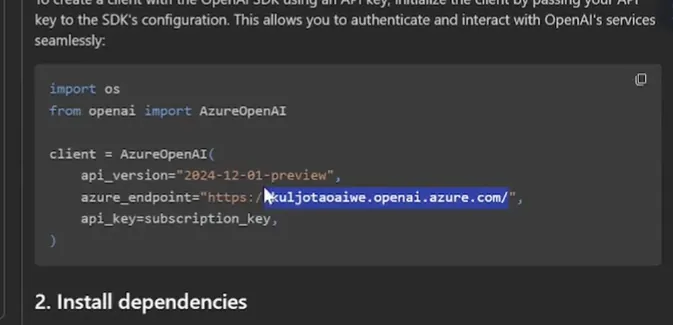 To create a client with the OpenAI SDK using an API key, initialize the client by passing your API
key to the SDK's configuration. This allows you to authenticate and interact with OpenAI's services
seamlessly:
import os
from openai import AzureOpenAI
client = AzureOpenAI(
api_version="2024-12-01-preview",
azure_endpoint="https:/kuljotaoaiwe.openai.azure.com/",
api_key=subscription_key,
)
2. Install dependencies